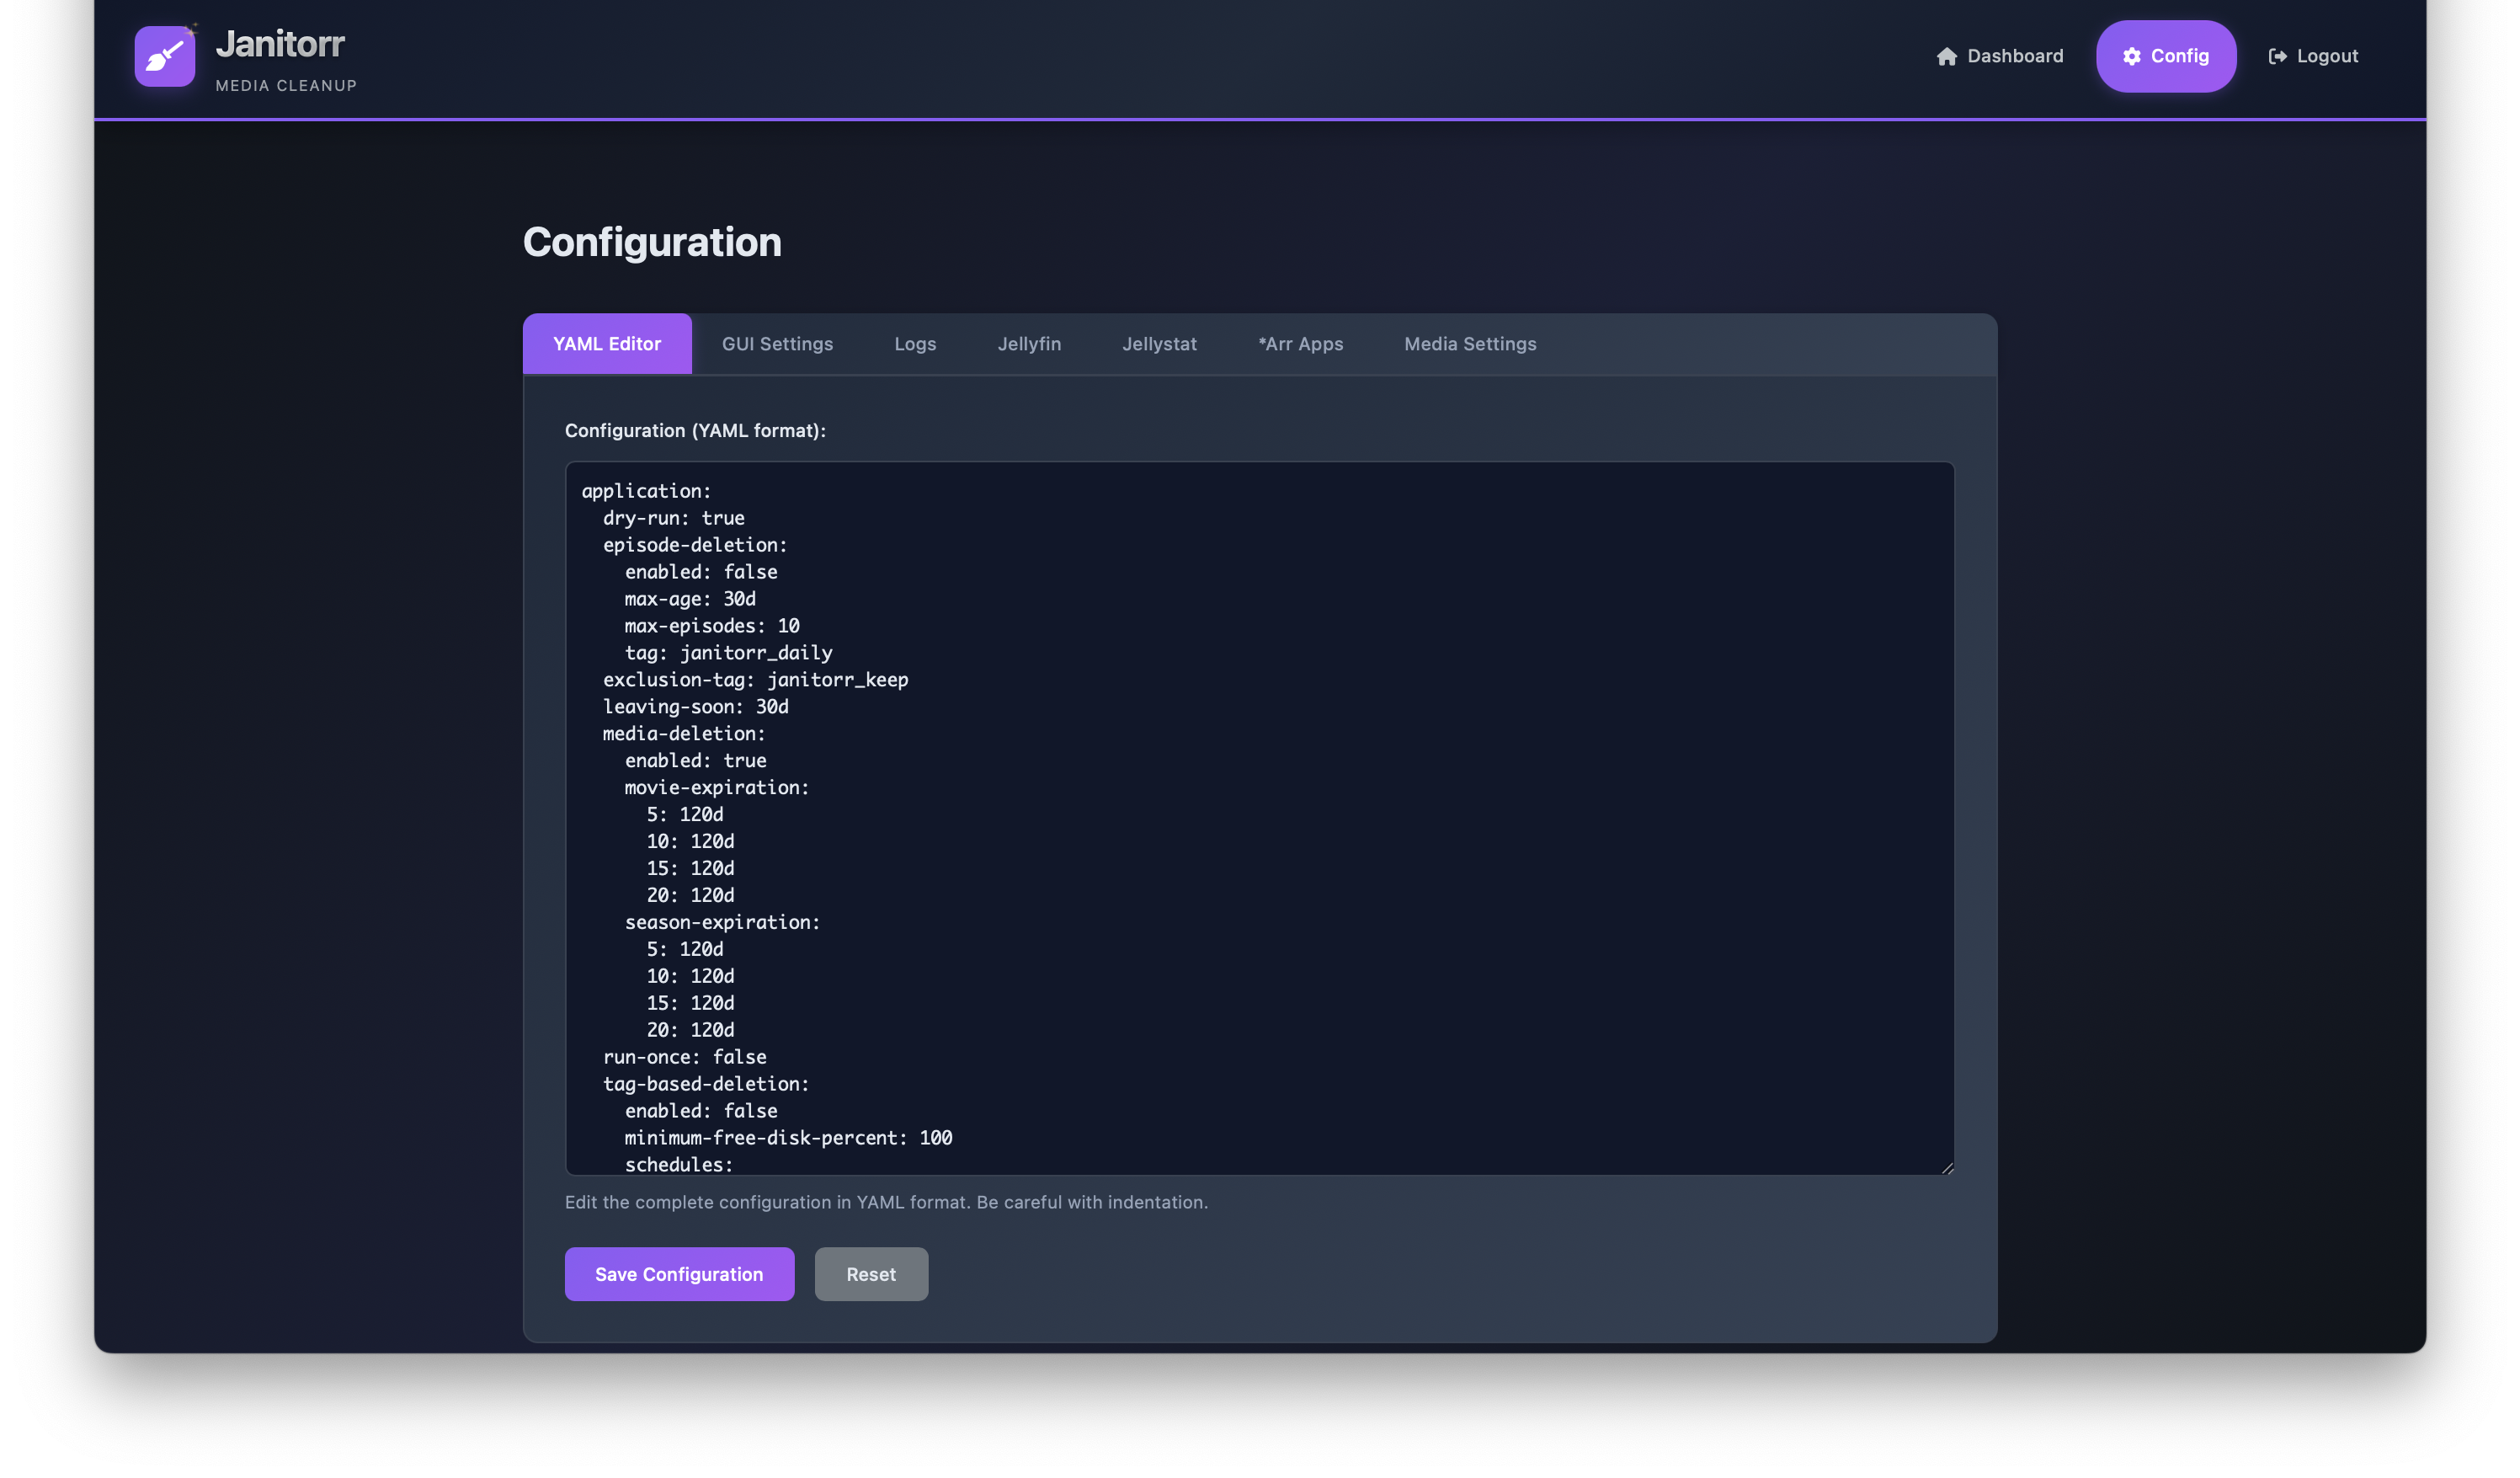 Janitorr
MEDIA CLEANUP
Dashboard
Config
Logout
Configuration
YAML Editor
GUI Settings
Logs
Jellyfin
Jellystat
*Arr Apps
Media Settings
Configuration (YAML format):
application:
  dry-run: true
  episode-deletion:
    enabled: false
    max-age: 30d
    max-episodes: 10
    tag: janitorr_daily
  exclusion-tag: janitorr_keep
  leaving-soon: 30d
  media-deletion:
    enabled: true
    movie-expiration:
      5: 120d
      10: 120d
      15: 120d
      20: 120d
    season-expiration:
      5: 120d
      10: 120d
      15: 120d
      20: 120d
  run-once: false
  tag-based-deletion:
    enabled: false
    minimum-free-disk-percent: 100
    schedules:
Edit the complete configuration in YAML format. Be careful with indentation.
Save Configuration
Reset